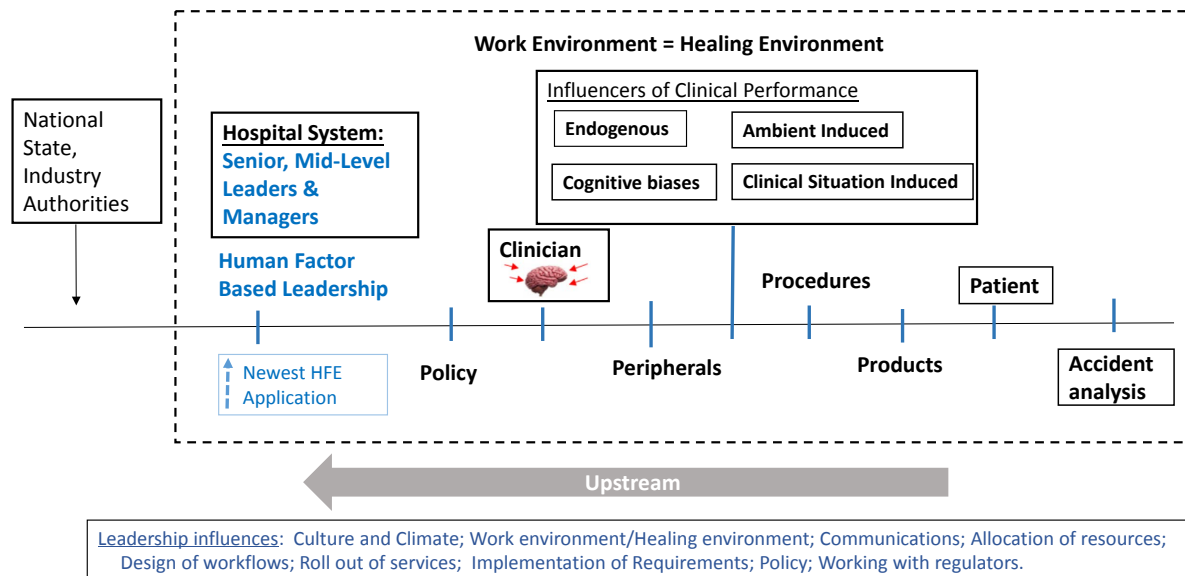 Work Environment = Healing Environment
National
State,
Industry
Authorities
Hospital System:
Senior, Mid-Level
Leaders &
Managers
Human Factor
Based Leadership
Influencers of Clinical Performance
Endogenous
Ambient Induced
Cognitive biases
Clinical Situation Induced
Clinician
Procedures
Patient
Newest HFE
Application
Policy
Peripherals
Products
Accident
analysis
Upstream
Leadership influences: Culture and Climate; Work environment/Healing environment; Communications; Allocation of resources;
Design of workflows; Roll out of services; Implementation of Requirements; Policy; Working with regulators.